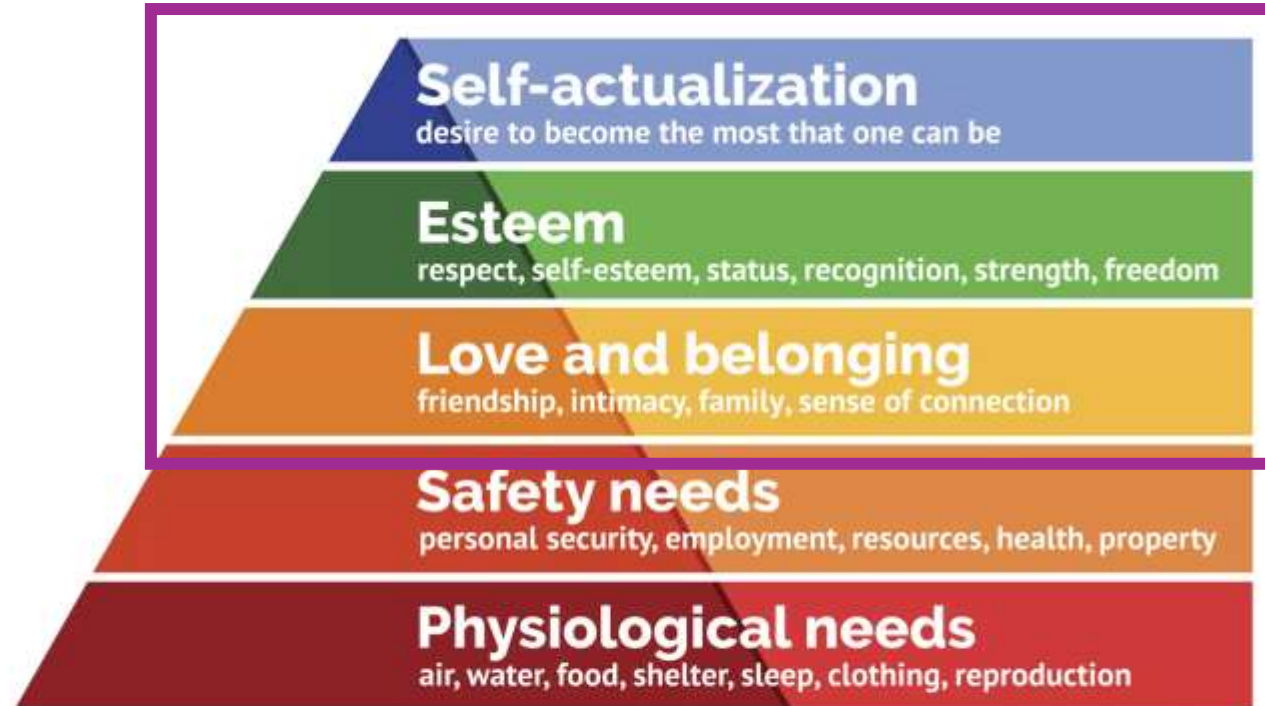 Self-actualization
desire to become the most that one can be
Esteem
respect, self-esteem, status, recognition, strength, freedom
Love and belonging
friendship, intimacy, family, sense of connection
Safety needs
personal security, employment, resources, health, property
Physiological needs
air, water, food, shelter, sleep, clothing, reproduction